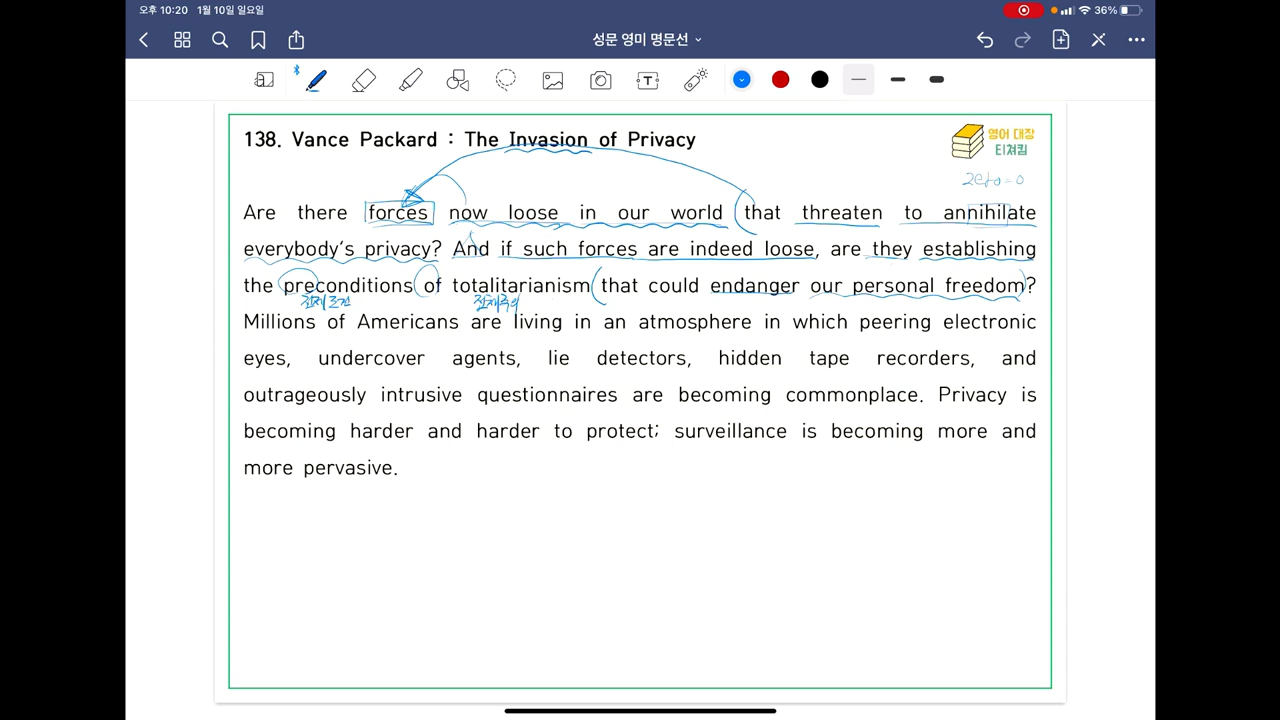 오후 10:20 1월 10일 일요일
36%
성문 영미 명문선
138. Vance Packard : The Invasion of Privacy
영어 대장
티쳐킴
zero=0
Are there forces now loose in our world that threaten to annihilate
everybody's privacy? And if such forces are indeed loose, are they establishing
the preconditions of totalitarianism that could endanger our personal freedom?
전제조건 전체주의
Millions of Americans are living in an atmosphere in which peering electronic
eyes, undercover agents, lie detectors, hidden tape recorders, and
outrageously intrusive questionnaires are becoming commonplace. Privacy is
becoming harder and harder to protect; surveillance is becoming more and
more pervasive.